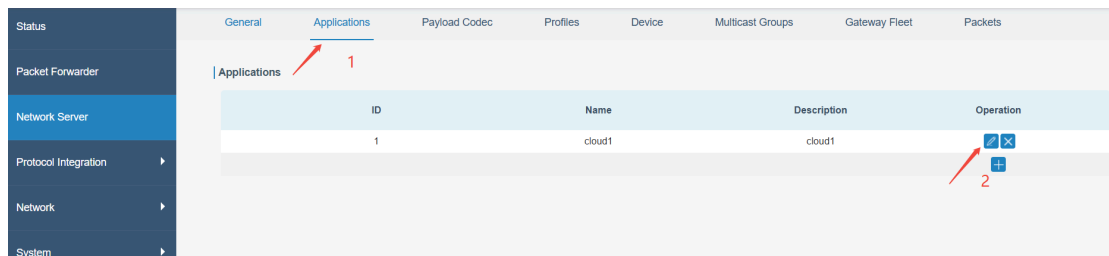 Status
General Applications Payload Codec Profiles Device Multicast Groups Gateway Fleet Packets
1
Packet Forwarder
Applications
ID Name Description Operation
Network Server
1 cloud1 cloud1
Protocol Integration
2
Network
System